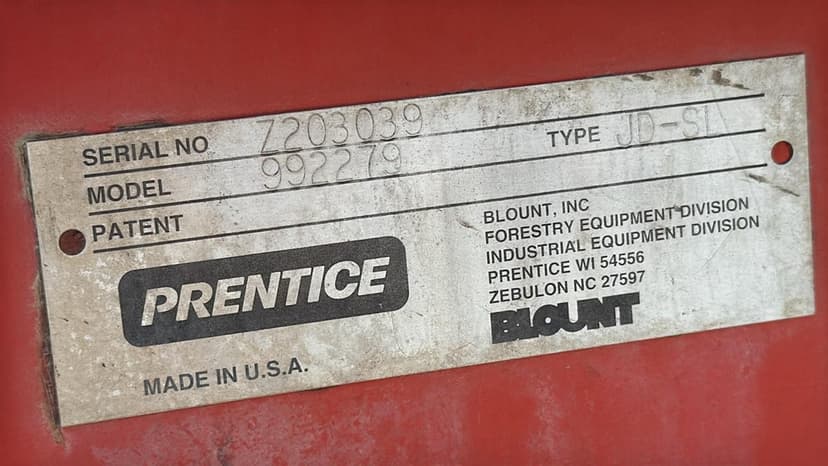 SERIAL NO Z203039
MODEL 992279 TYPE JD-SL
PATENT
PRENTICE
MADE IN U.S.A.
BLOUNT, INC
FORESTRY EQUIPMENT DIVISION
INDUSTRIAL EQUIPMENT DIVISION
PRENTICE WI 54556
ZEBULON NC 27597
BLOUNT